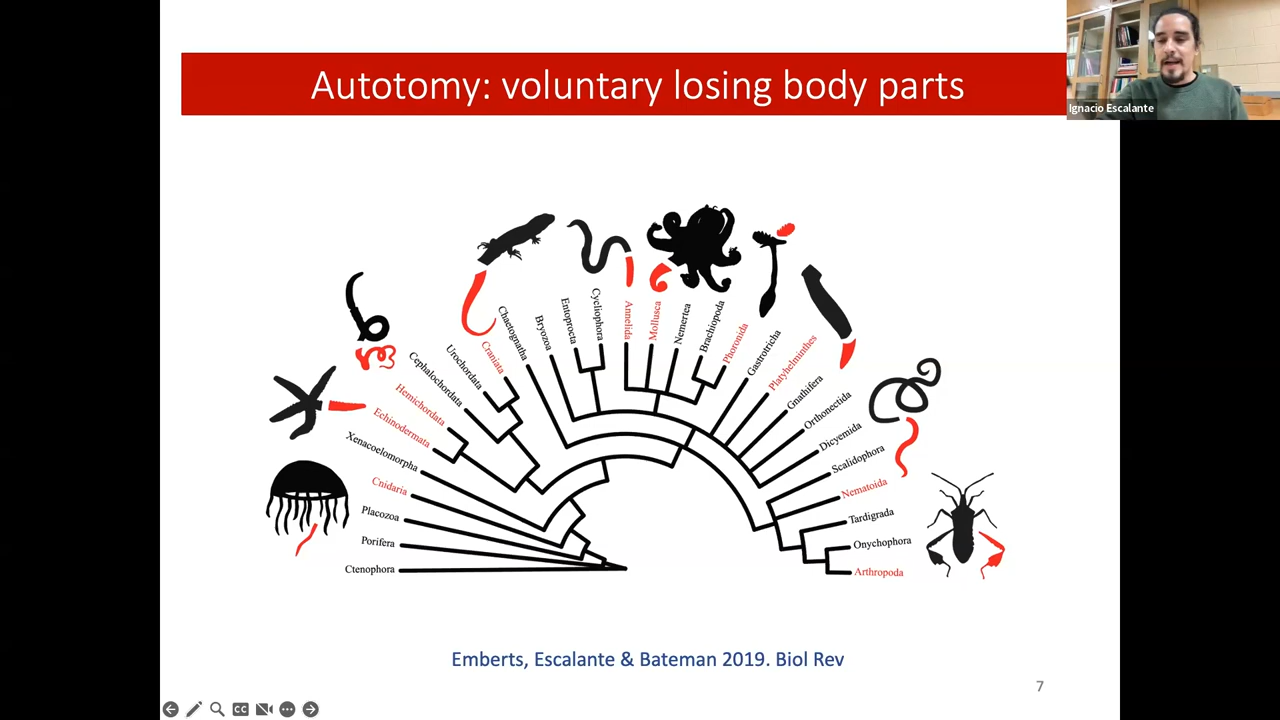 Autotomy: voluntary losing body parts
Ignacio Escalante
Ctenophora
Porifera
Placozoa
Cnidaria
Xenacoelomorpha
Echinodermata
Hemichordata
Cephalochordata
Urochordata
Craniata
Chaetognatha
Bryozoa
Entoprocta
Cycliophora
Annelida
Mollusca
Nemertea
Brachiopoda
Phoronida
Gastrotricha
Platyhelminthes
Gnathifera
Orthonectida
Dicyemida
Scalidophora
Nematoida
Tardigrada
Onychophora
Arthropoda
Emberts, Escalante & Bateman 2019. Biol Rev
7
CC